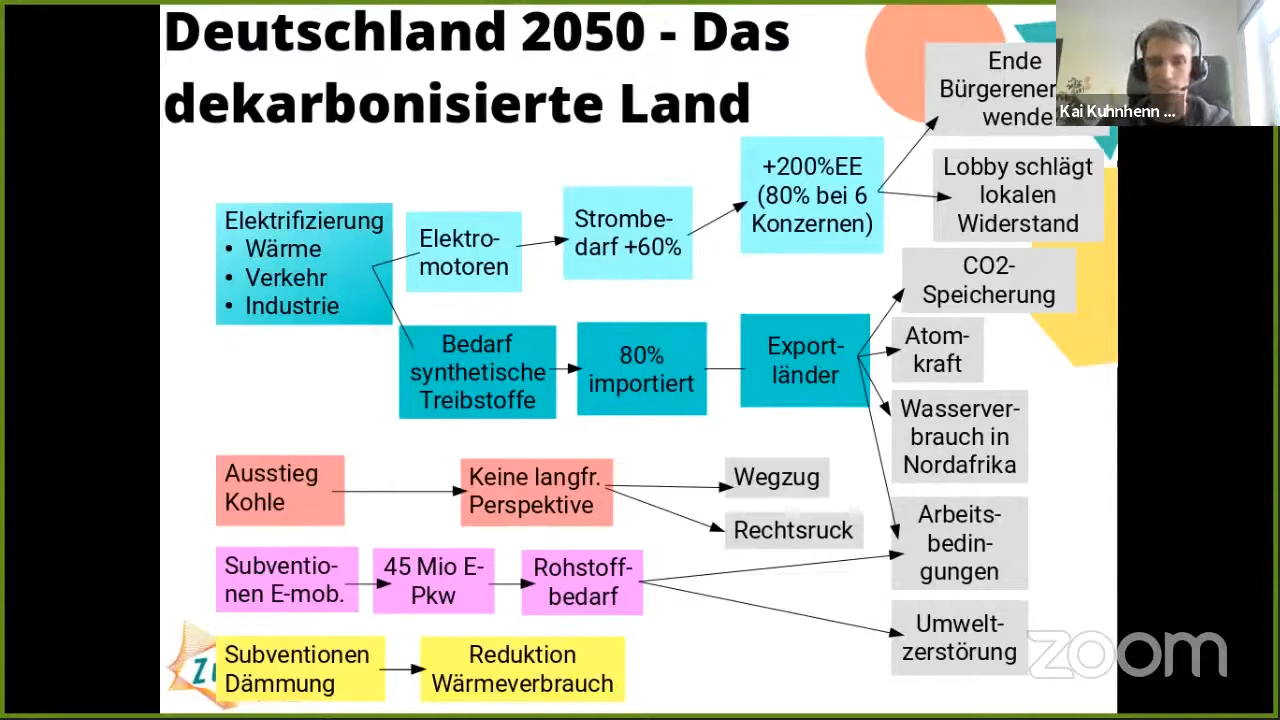 Deutschland 2050 - Das
dekarbonisierte Land
Elektrifizierung
• Wärme
• Verkehr
• Industrie
Elektro-
motoren
Strombe-
darf +60%
+200%EE
(80% bei 6
Konzernen)
Ende
wende
Kai Kuhnhenn ...
Lobby schlägt
lokalen
Widerstand
Bedarf
synthetische
Treibstoffe
80%
importiert
Export-
länder
CO2-
Speicherung
Atom-
kraft
Wasserver-
brauch in
Nordafrika
Arbeits-
bedin-
gungen
Ausstieg
Kohle
Keine langfr.
Perspektive
Wegzug
Rechtsruck
Subventio-
nen E-mob.
45 Mio E-
Pkw
Rohstoff-
bedarf
Umwelt-
zerstörung
Subventionen
Dämmung
Reduktion
Wärmeverbrauch
zoom